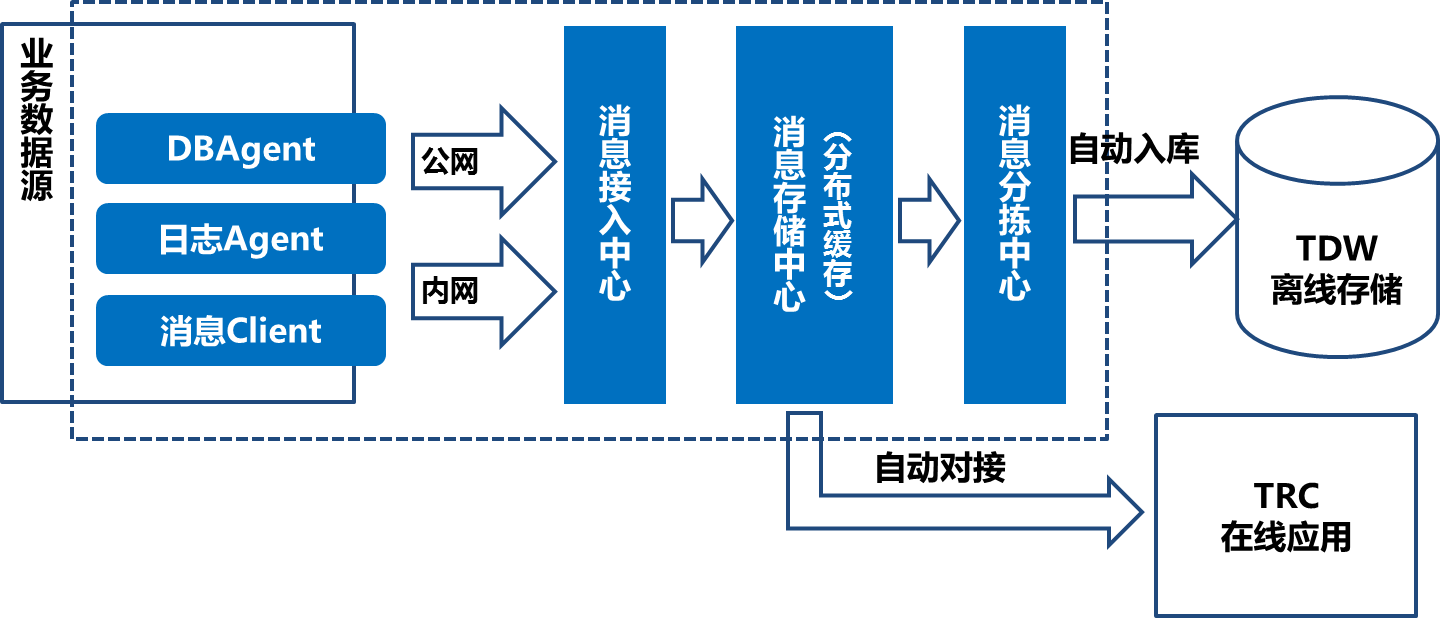 业务数据源
DBAgent
日志Agent
消息Client
公网
内网
消息接入中心
消息存储中心
（分布式缓存）
消息分拣中心
自动入库
TDW
离线存储
自动对接
TRC
在线应用